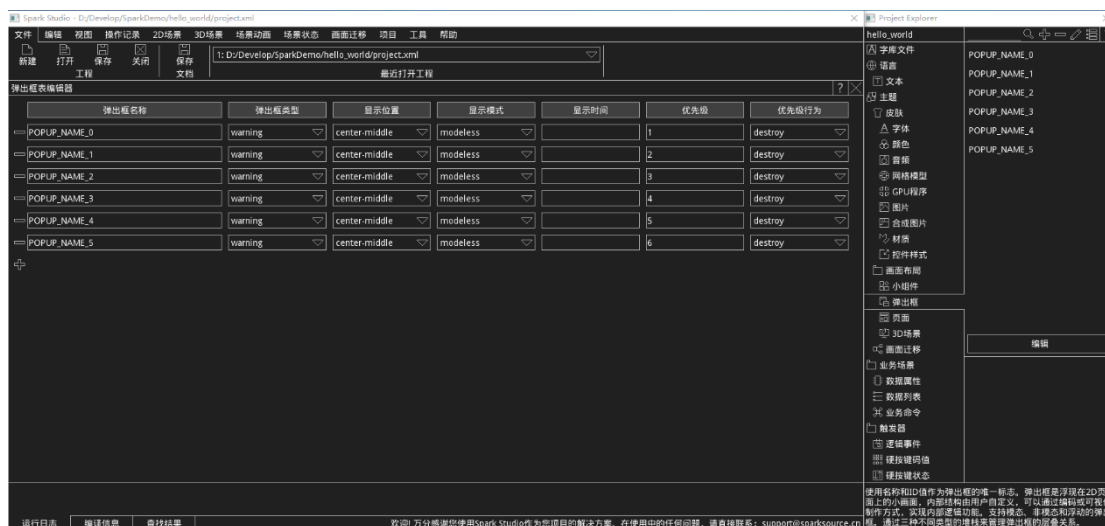 Spark Studio - D:/Develop/SparkDemo/hello_world/project.xml
文件 编辑 视图 操作记录 2D场景 3D场景 场景动画 场景状态 画面迁移 项目 工具 帮助
新建 打开 保存 关闭 保存
1: D:/Develop/SparkDemo/hello_world/project.xml
工程 文档 最近打开工程
弹出框表编辑器 ?
弹出框名称 弹出框类型 显示位置 显示模式 显示时间 优先级 优先级行为
POPUP_NAME_0 warning center-middle modeless 1 destroy
POPUP_NAME_1 warning center-middle modeless 2 destroy
POPUP_NAME_2 warning center-middle modeless 3 destroy
POPUP_NAME_3 warning center-middle modeless 4 destroy
POPUP_NAME_4 warning center-middle modeless 5 destroy
POPUP_NAME_5 warning center-middle modeless 6 destroy
运行日志 编译信息 查找结果 欢迎! 万分感谢您使用Spark Studio作为您项目的解决方案。在使用中的任何问题，请直接联系：support@sparksource.cn
Project Explorer
hello_world
字库文件
语言
文本
主题
皮肤
字体
颜色
音频
网格模型
GPU程序
图片
合成图片
材质
控件样式
画面布局
小组件
弹出框
页面
3D场景
画面迁移
业务场景
数据属性
数据列表
业务命令
触发器
逻辑事件
硬按键码值
硬按键状态
POPUP_NAME_0
POPUP_NAME_1
POPUP_NAME_2
POPUP_NAME_3
POPUP_NAME_4
POPUP_NAME_5
编辑
使用名称和ID值作为弹出框的唯一标志。弹出框是浮现在2D页
面上的小画面，内部结构由用户自定义，可以通过编码或可视化
制作方式，实现内部逻辑功能。支持模态、非模态和浮动的弹出
框。通过三种不同类型的堆栈来管理弹出框的层叠关系。